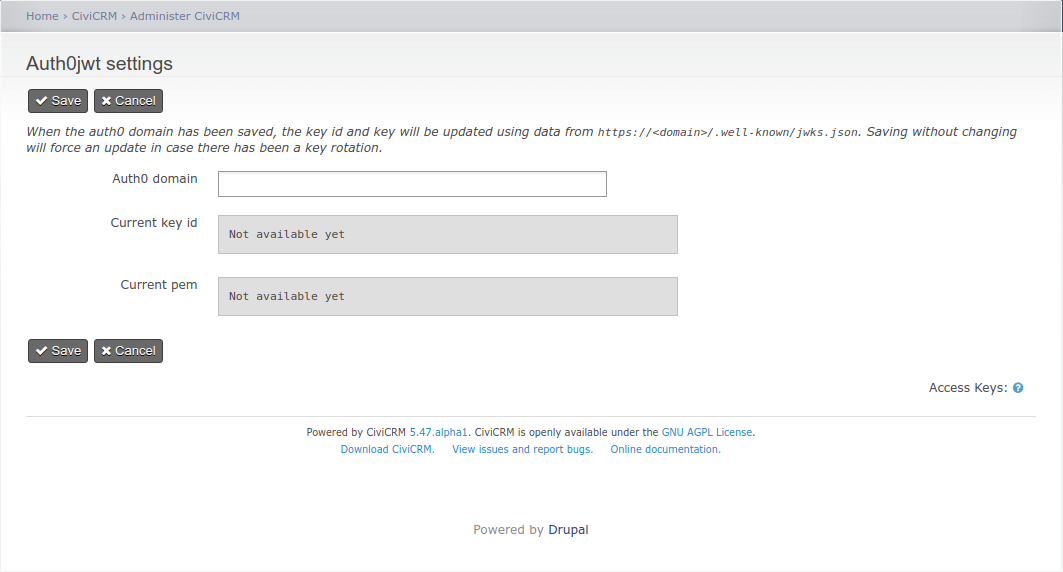 Home › CiviCRM › Administer CiviCRM
Auth0jwt settings
Save Cancel
When the auth0 domain has been saved, the key id and key will be updated using data from https://<domain>/.well-known/jwks.json. Saving without changing
will force an update in case there has been a key rotation.
Auth0 domain
Current key id Not available yet
Current pem Not available yet
Save Cancel
Access Keys: ?
Powered by CiviCRM 5.47.alpha1. CiviCRM is openly available under the GNU AGPL License.
Download CiviCRM. View issues and report bugs. Online documentation.
Powered by Drupal